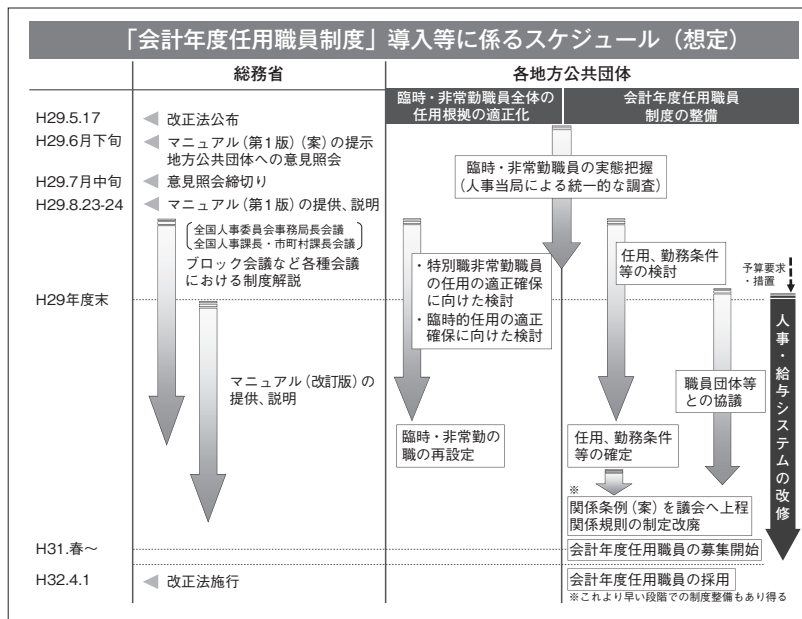 「会計年度任用職員制度」導入等に係るスケジュール（想定）
総務省
各地方公共団体
臨時・非常勤職員全体の
任用根拠の適正化
会計年度任用職員
制度の整備
H29.5.17
改正法公布
H29.6月下旬
マニュアル（第1版）（案）の提示
地方公共団体への意見照会
H29.7月中旬
意見照会締切り
H29.8.23-24
マニュアル（第1版）の提供、説明
全国人事委員会事務局長会議
全国人事課長・市町村課長会議
ブロック会議など各種会議
における制度解説
臨時・非常勤職員の実態把握
（人事当局による統一的な調査）
・特別職非常勤職員
の任用の適正確保
に向けた検討
・臨時的任用の適正
確保に向けた検討
任用、勤務条件
等の検討
予算要求
・措置
H29年度末
マニュアル（改訂版）の
提供、説明
職員団体等
との協議
人事・給与システムの改修
臨時・非常勤の
職の再設定
任用、勤務条件
等の確定
※
関係条例（案）を議会へ上程
関係規則の制定改廃
H31.春～
会計年度任用職員の募集開始
H32.4.1
改正法施行
会計年度任用職員の採用
※これより早い段階での制度整備もあり得る